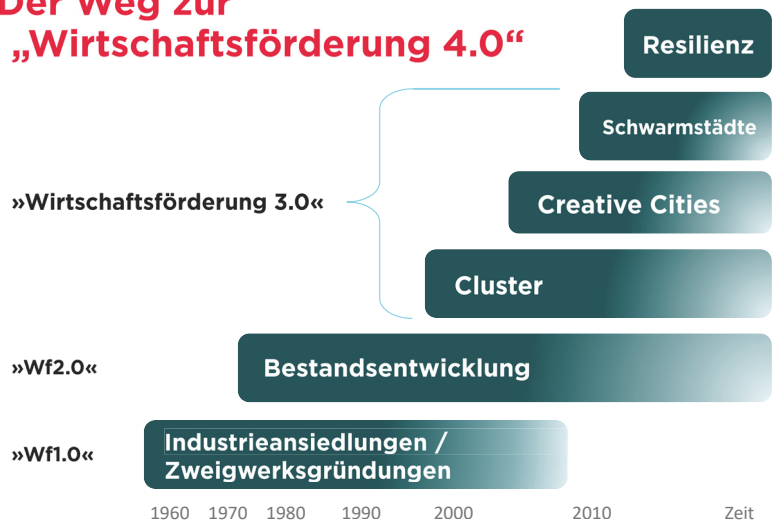 Der Weg zur
„Wirtschaftsförderung 4.0“
Resilienz
Schwarmstädte
»Wirtschaftsförderung 3.0«
Creative Cities
Cluster
»Wf2.0«
Bestandsentwicklung
»Wf1.0«
Industrieansiedlungen /
Zweigwerksgründungen
1960 1970 1980 1990 2000 2010 Zeit